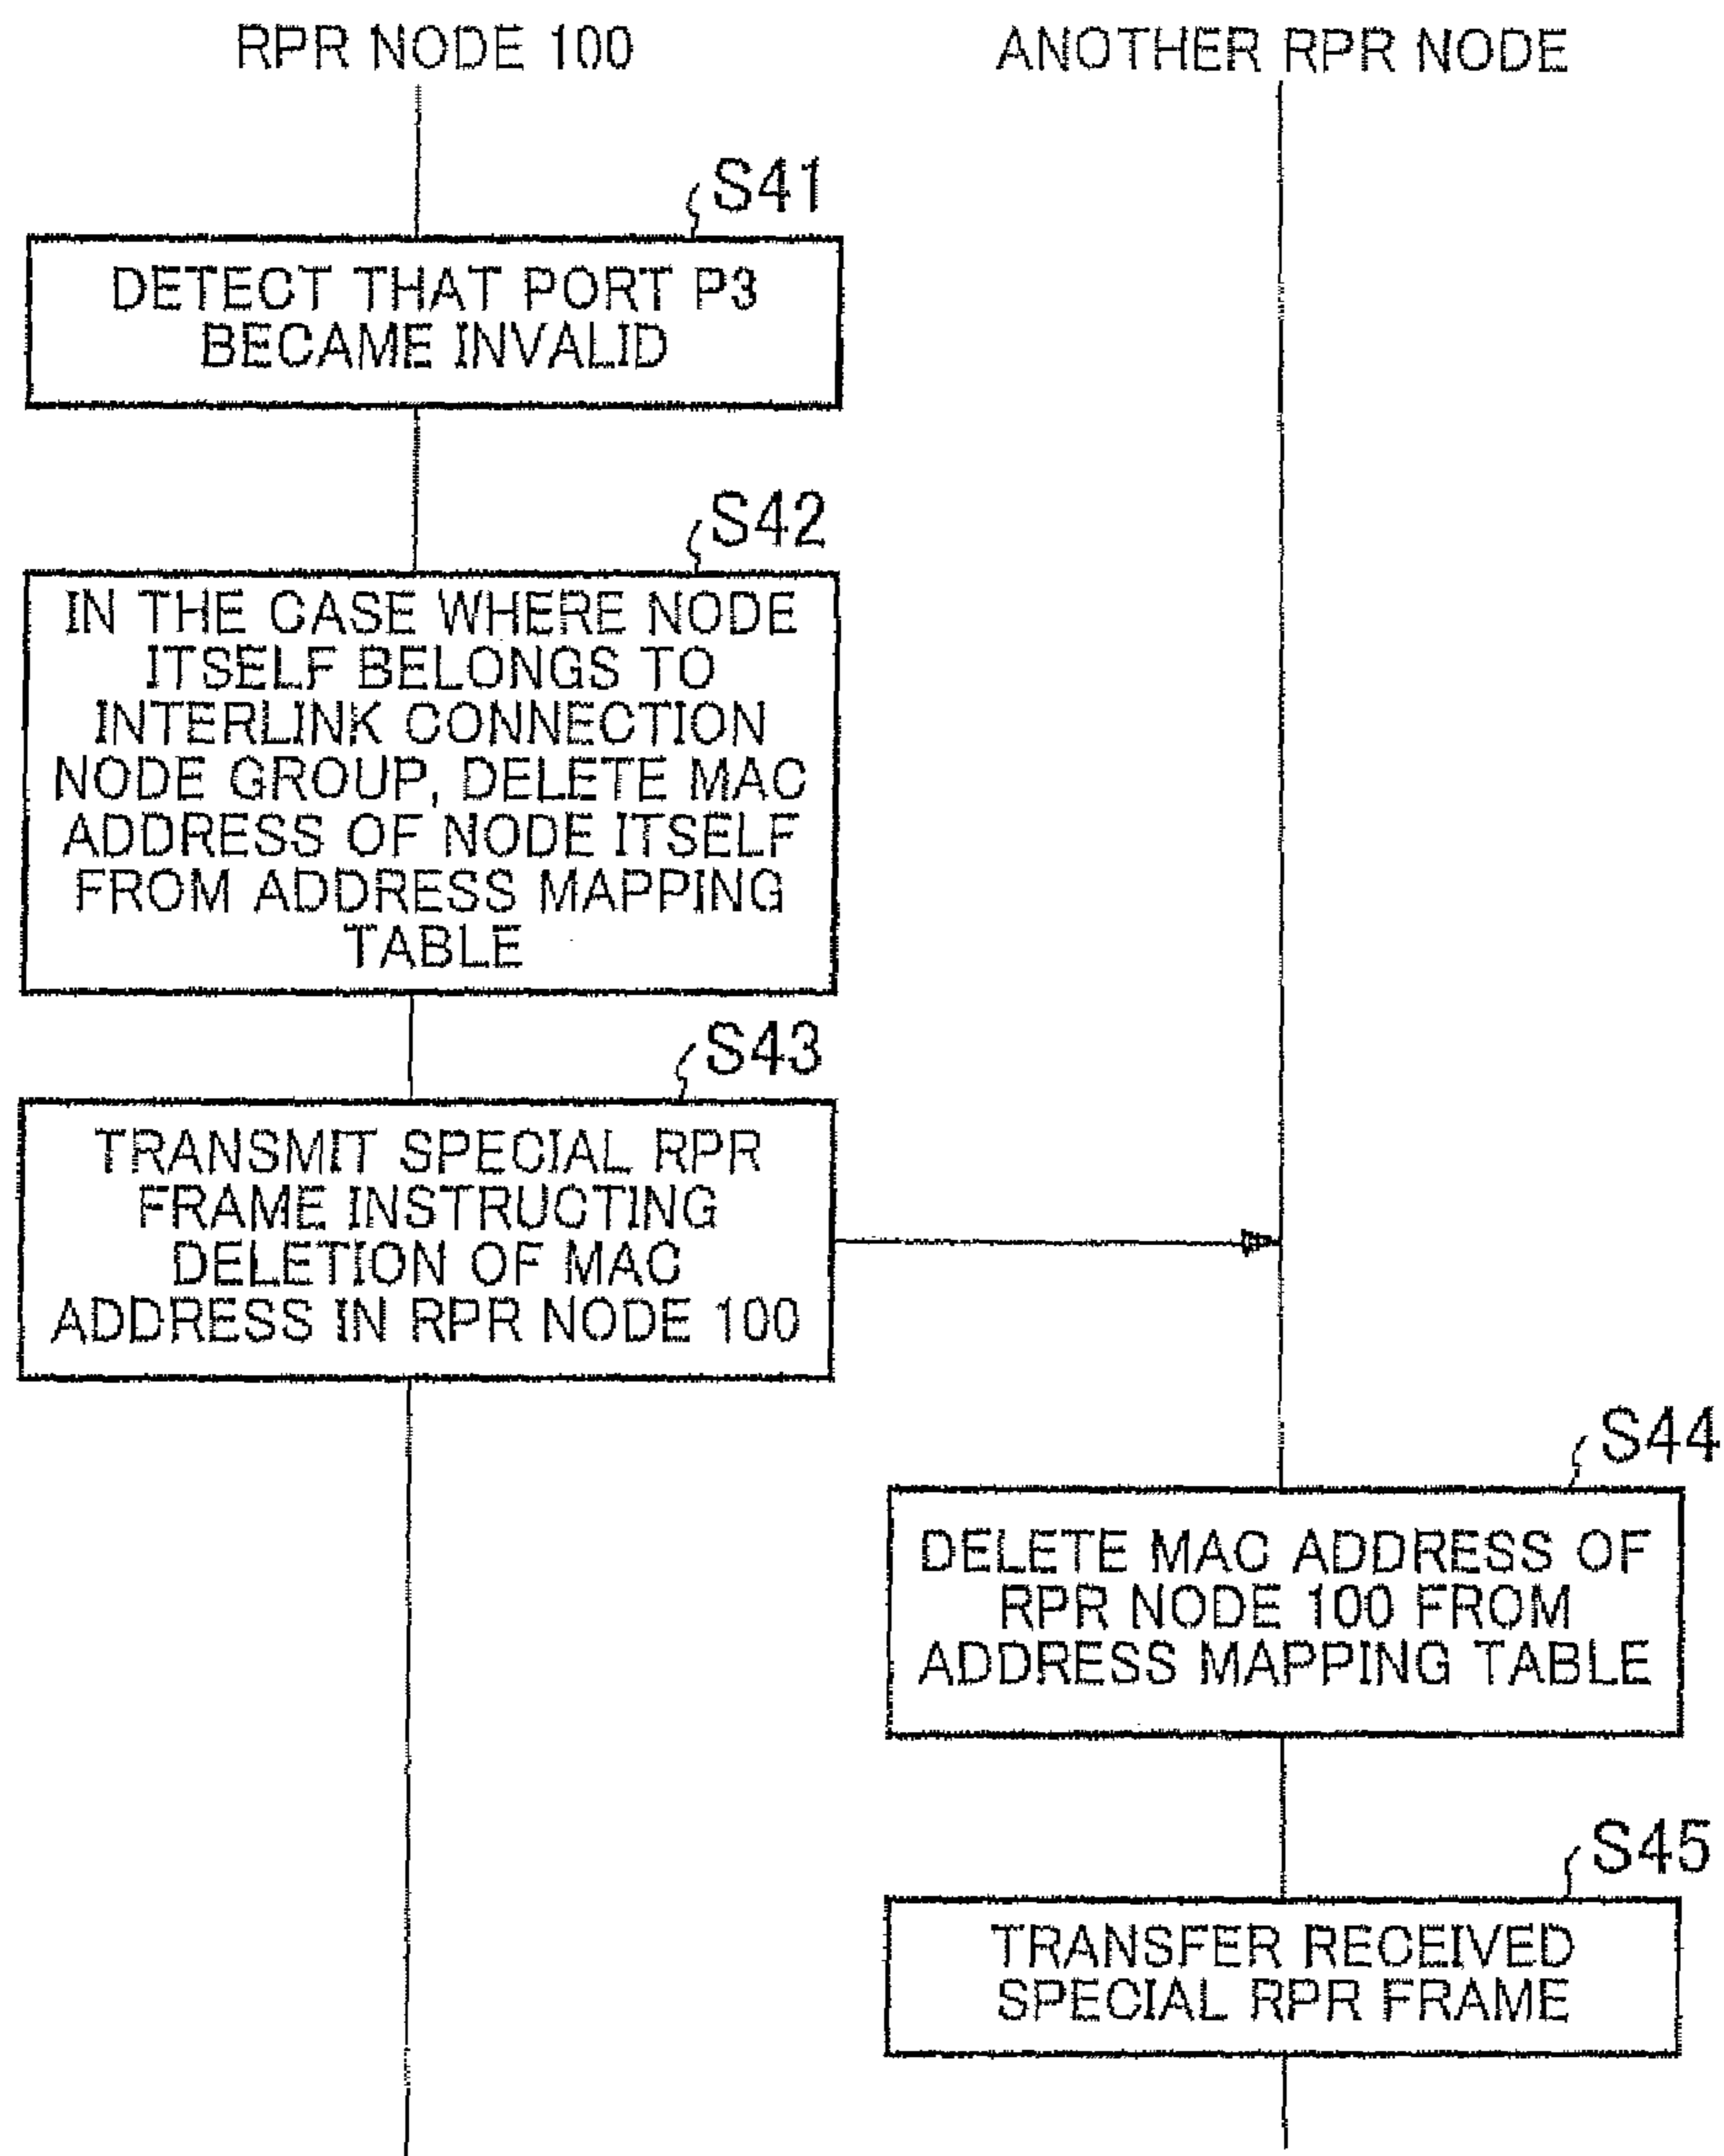 RPR NODE 100
ANOTHER RPR NODE
S41
DETECT THAT PORT P3
BECAME INVALID
S42
IN THE CASE WHERE NODE
ITSELF BELONGS TO
INTERLINK CONNECTION
NODE GROUP, DELETE MAC
ADDRESS OF NODE ITSELF
FROM ADDRESS MAPPING
TABLE
S43
TRANSMIT SPECIAL RPR
FRAME INSTRUCTING
DELETION OF MAC
ADDRESS IN RPR NODE 100
S44
DELETE MAC ADDRESS OF
RPR NODE 100 FROM
ADDRESS MAPPING TABLE
S45
TRANSFER RECEIVED
SPECIAL RPR FRAME